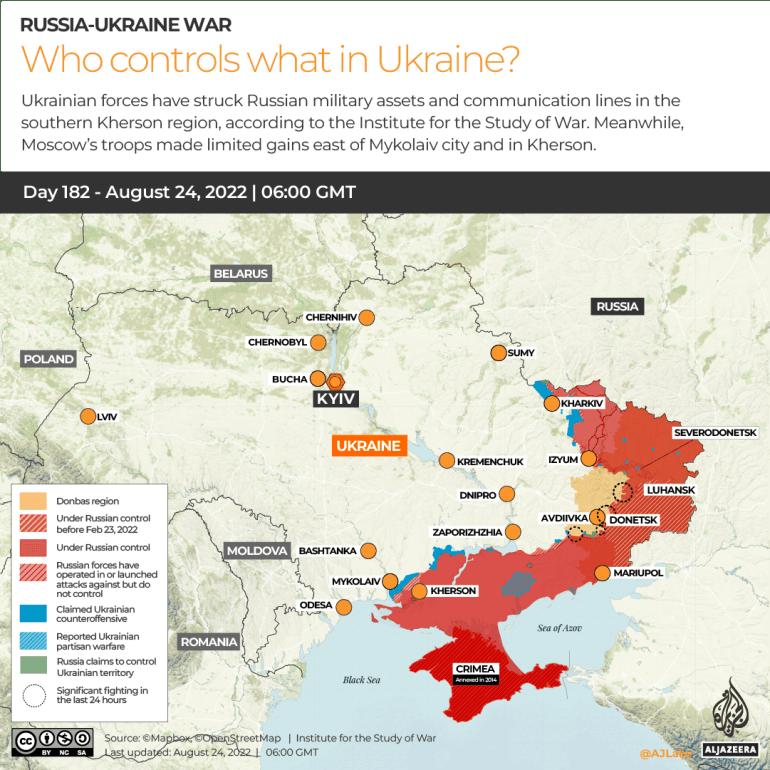 RUSSIA-UKRAINE WAR
Who controls what in Ukraine?
Ukrainian forces have struck Russian military assets and communication lines in the
southern Kherson region, according to the Institute for the Study of War. Meanwhile,
Moscow's troops made limited gains east of Mykolaiv city and in Kherson.
Day 182 - August 24, 2022 | 06:00 GMT
BELARUS
RUSSIA
CHERNIHIV
CHERNOBYL
SUMY
POLAND
BUCHA
KYIV
KHARKIV
LVIV
SEVERODONETSK
UKRAINE
KREMENCHUK
IZYUM
LUHANSK
DNIPRO
AVDIIVKA
DONETSK
ZAPORIZHZHIA
MOLDOVA
BASHTANKA
MARIUPOL
MYKOLAIV
KHERSON
ODESA
Sea of Azov
ROMANIA
CRIMEA
Annexed in 2014
Black Sea
Donbas region
Under Russian control
before Feb 23, 2022
Under Russian control
Russian forces have
operated in or launched
attacks against but do
not control
Claimed Ukrainian
counteroffensive
Reported Ukrainian
partisan warfare
Russia claims to control
Ukrainian territory
Significant fighting in
the last 24 hours
cc
BY NC SA
Source: ©Mapbox, ©OpenStreetMap | Institute for the Study of War
Last updated: August 24, 2022 | 06:00 GMT
@AJLabs
ALJAZEERA